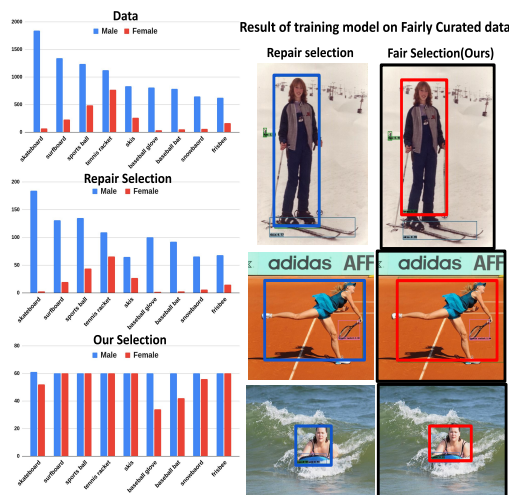 Data
Male Female
2000
1500
1000
500
0
skateboard
surfboard
sports ball
tennis racket
skis
baseball glove
baseball bat
snowboard
frisbee
Repair Selection
Male Female
200
150
100
50
0
skateboard
surfboard
sports ball
tennis racket
skis
baseball glove
baseball bat
snowboard
frisbee
Our Selection
Male Female
80
60
40
20
0
skateboard
surfboard
sports ball
tennis racket
skis
baseball glove
baseball bat
snowboard
frisbee
Result of training model on Fairly Curated data
Repair selection
Fair Selection(Ours)
adidas AFF
adidas AFF